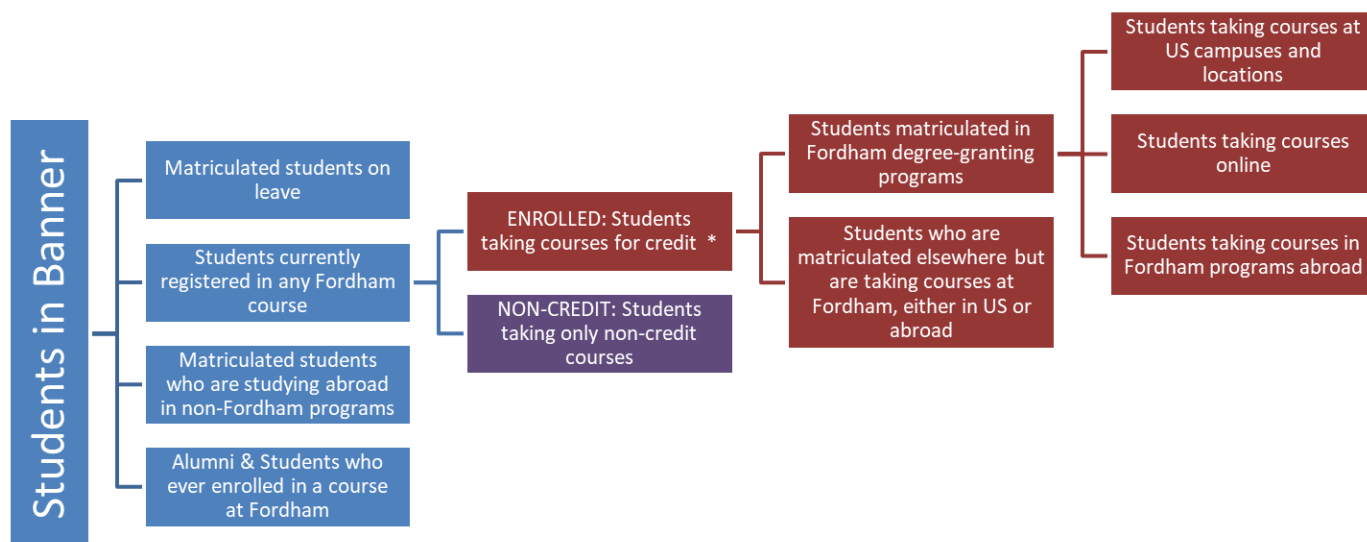 Students in Banner
Matriculated students on
leave
Students currently
registered in any Fordham
course
Matriculated students
who are studying abroad
in non-Fordham programs
Alumni & Students who
ever enrolled in a course
at Fordham
ENROLLED: Students
taking courses for credit *
NON-CREDIT: Students
taking only non-credit
courses
Students matriculated in
Fordham degree-granting
programs
Students who are
matriculated elsewhere but
are taking courses at
Fordham, either in US or
abroad
Students taking courses at
US campuses and
locations
Students taking courses
online
Students taking courses in
Fordham programs abroad